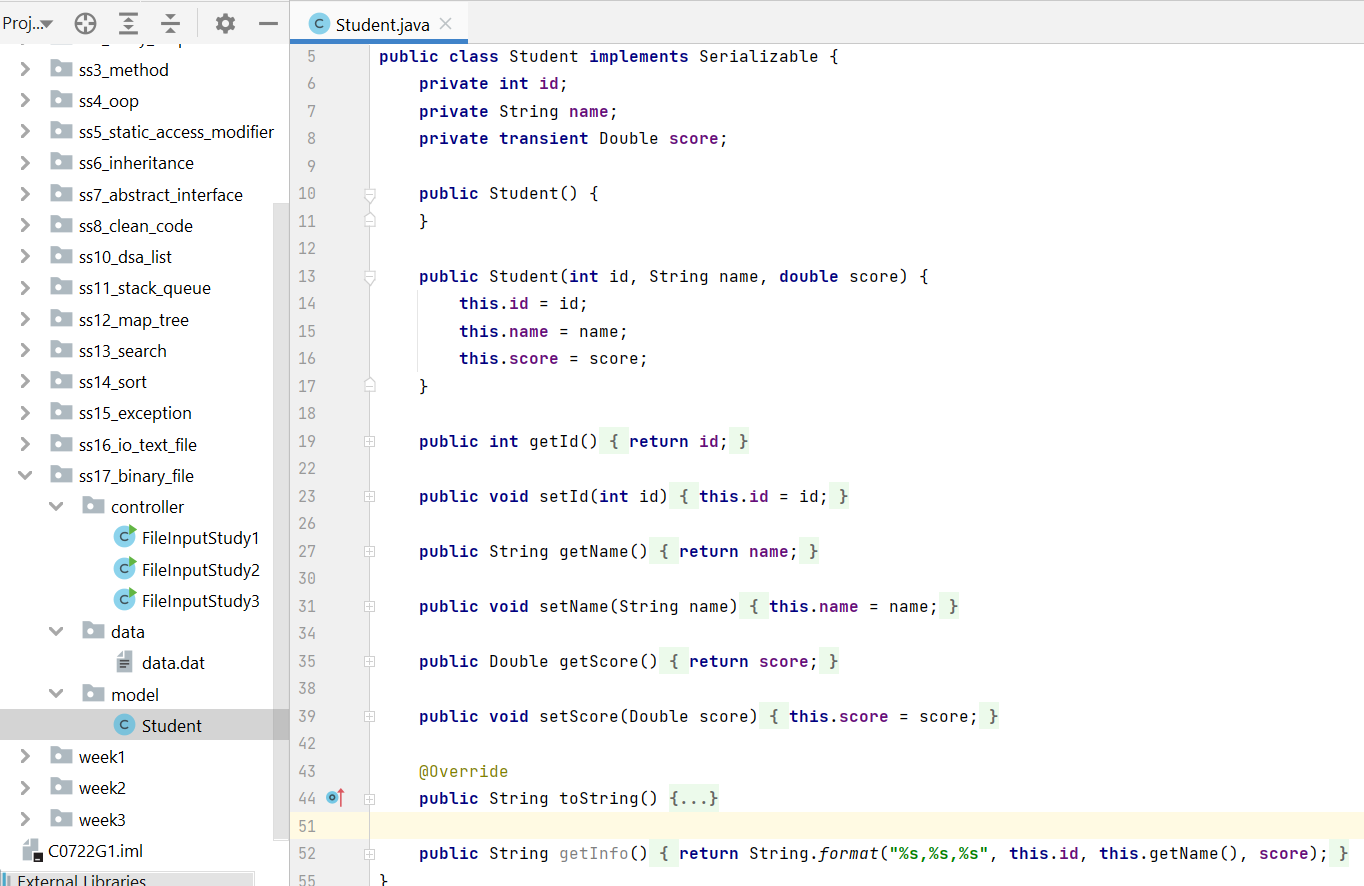 Proj...
Student.java
ss3_method
ss4_oop
ss5_static_access_modifier
ss6_inheritance
ss7_abstract_interface
ss8_clean_code
ss10_dsa_list
ss11_stack_queue
ss12_map_tree
ss13_search
ss14_sort
ss15_exception
ss16_io_text_file
ss17_binary_file
controller
FileInputStudy1
FileInputStudy2
FileInputStudy3
data
data.dat
model
Student
week1
week2
week3
C0722G1.iml
External Libraries
5 public class Student implements Serializable {
6 private int id;
7 private String name;
8 private transient Double score;
9
10 public Student() {
11 }
12
13 public Student(int id, String name, double score) {
14 this.id = id;
15 this.name = name;
16 this.score = score;
17 }
18
19 public int getId() { return id; }
22
23 public void setId(int id) { this.id = id; }
26
27 public String getName() { return name; }
30
31 public void setName(String name) { this.name = name; }
34
35 public Double getScore() { return score; }
38
39 public void setScore(Double score) { this.score = score; }
42
43 @Override
44 public String toString() {...}
51
52 public String getInfo() { return String.format("%s,%s,%s", this.id, this.getName(), score); }
55 }